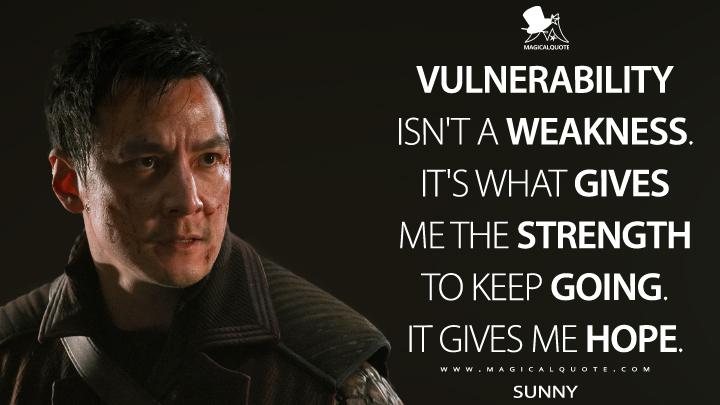 MAGICALQUOTE
VULNERABILITY
ISN'T A WEAKNESS.
IT'S WHAT GIVES
ME THE STRENGTH
TO KEEP GOING.
IT GIVES ME HOPE.
WWW.MAGICALQUOTE.COM
SUNNY